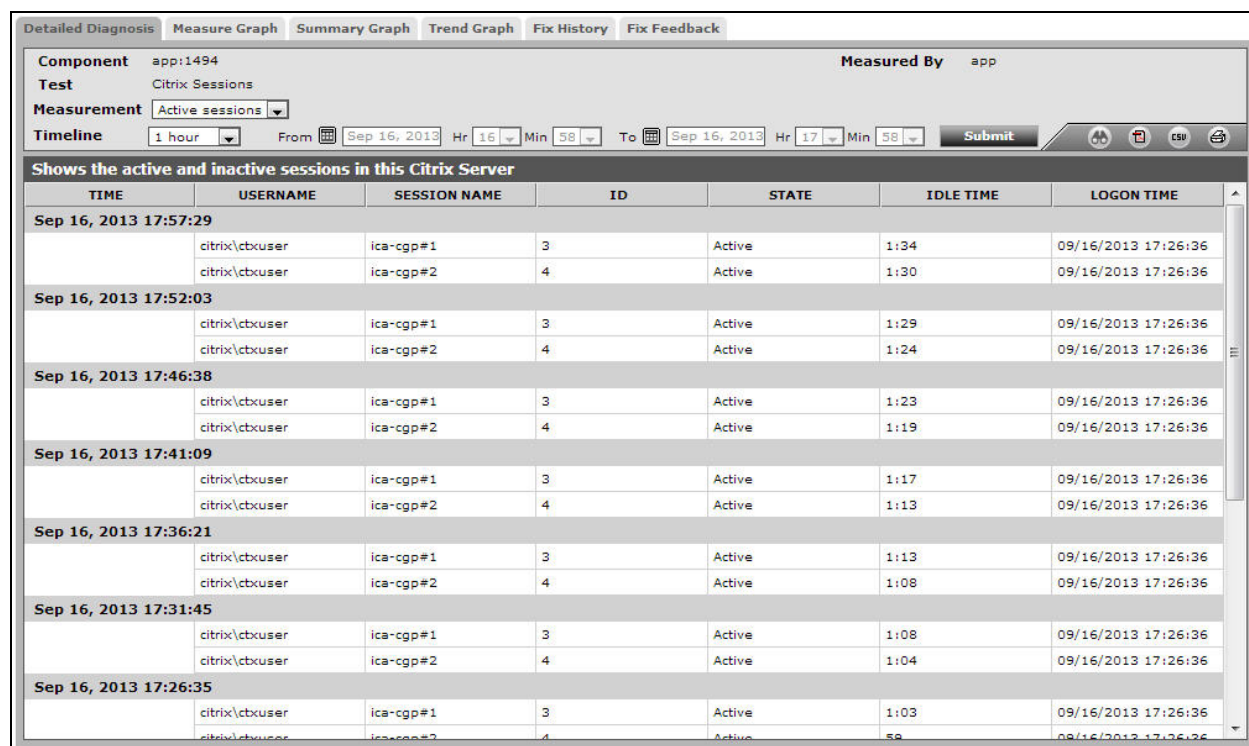 Detailed Diagnosis Measure Graph Summary Graph Trend Graph Fix History Fix Feedback
Component app:1494 Measured By app
Test Citrix Sessions
Measurement Active sessions
Timeline 1 hour From Sep 16, 2013 Hr 16 Min 58 To Sep 16, 2013 Hr 17 Min 58 Submit CSV
Shows the active and inactive sessions in this Citrix Server
TIME USERNAME SESSION NAME ID STATE IDLE TIME LOGON TIME
Sep 16, 2013 17:57:29
citrix\ctxuser ica-cgp#1 3 Active 1:34 09/16/2013 17:26:36
citrix\ctxuser ica-cgp#2 4 Active 1:30 09/16/2013 17:26:36
Sep 16, 2013 17:52:03
citrix\ctxuser ica-cgp#1 3 Active 1:29 09/16/2013 17:26:36
citrix\ctxuser ica-cgp#2 4 Active 1:24 09/16/2013 17:26:36
Sep 16, 2013 17:46:38
citrix\ctxuser ica-cgp#1 3 Active 1:23 09/16/2013 17:26:36
citrix\ctxuser ica-cgp#2 4 Active 1:19 09/16/2013 17:26:36
Sep 16, 2013 17:41:09
citrix\ctxuser ica-cgp#1 3 Active 1:17 09/16/2013 17:26:36
citrix\ctxuser ica-cgp#2 4 Active 1:13 09/16/2013 17:26:36
Sep 16, 2013 17:36:21
citrix\ctxuser ica-cgp#1 3 Active 1:13 09/16/2013 17:26:36
citrix\ctxuser ica-cgp#2 4 Active 1:08 09/16/2013 17:26:36
Sep 16, 2013 17:31:45
citrix\ctxuser ica-cgp#1 3 Active 1:08 09/16/2013 17:26:36
citrix\ctxuser ica-cgp#2 4 Active 1:04 09/16/2013 17:26:36
Sep 16, 2013 17:26:35
citrix\ctxuser ica-cgp#1 3 Active 1:03 09/16/2013 17:26:36
citrix\ctxuser ica-cgp#2 4 Active 59 09/16/2013 17:26:36